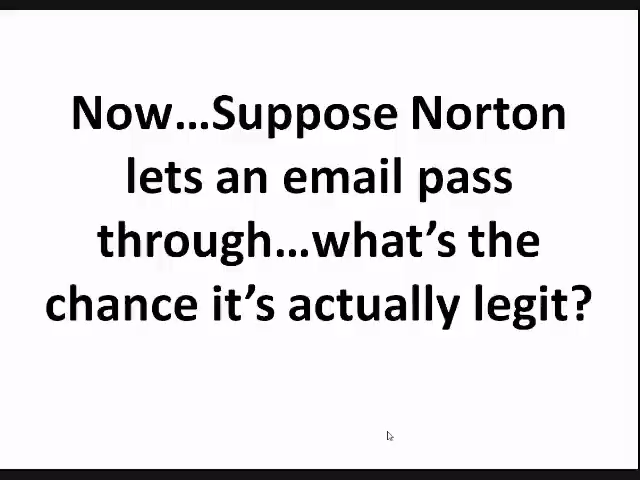 Now…Suppose Norton
lets an email pass
through…what’s the
chance it’s actually legit?